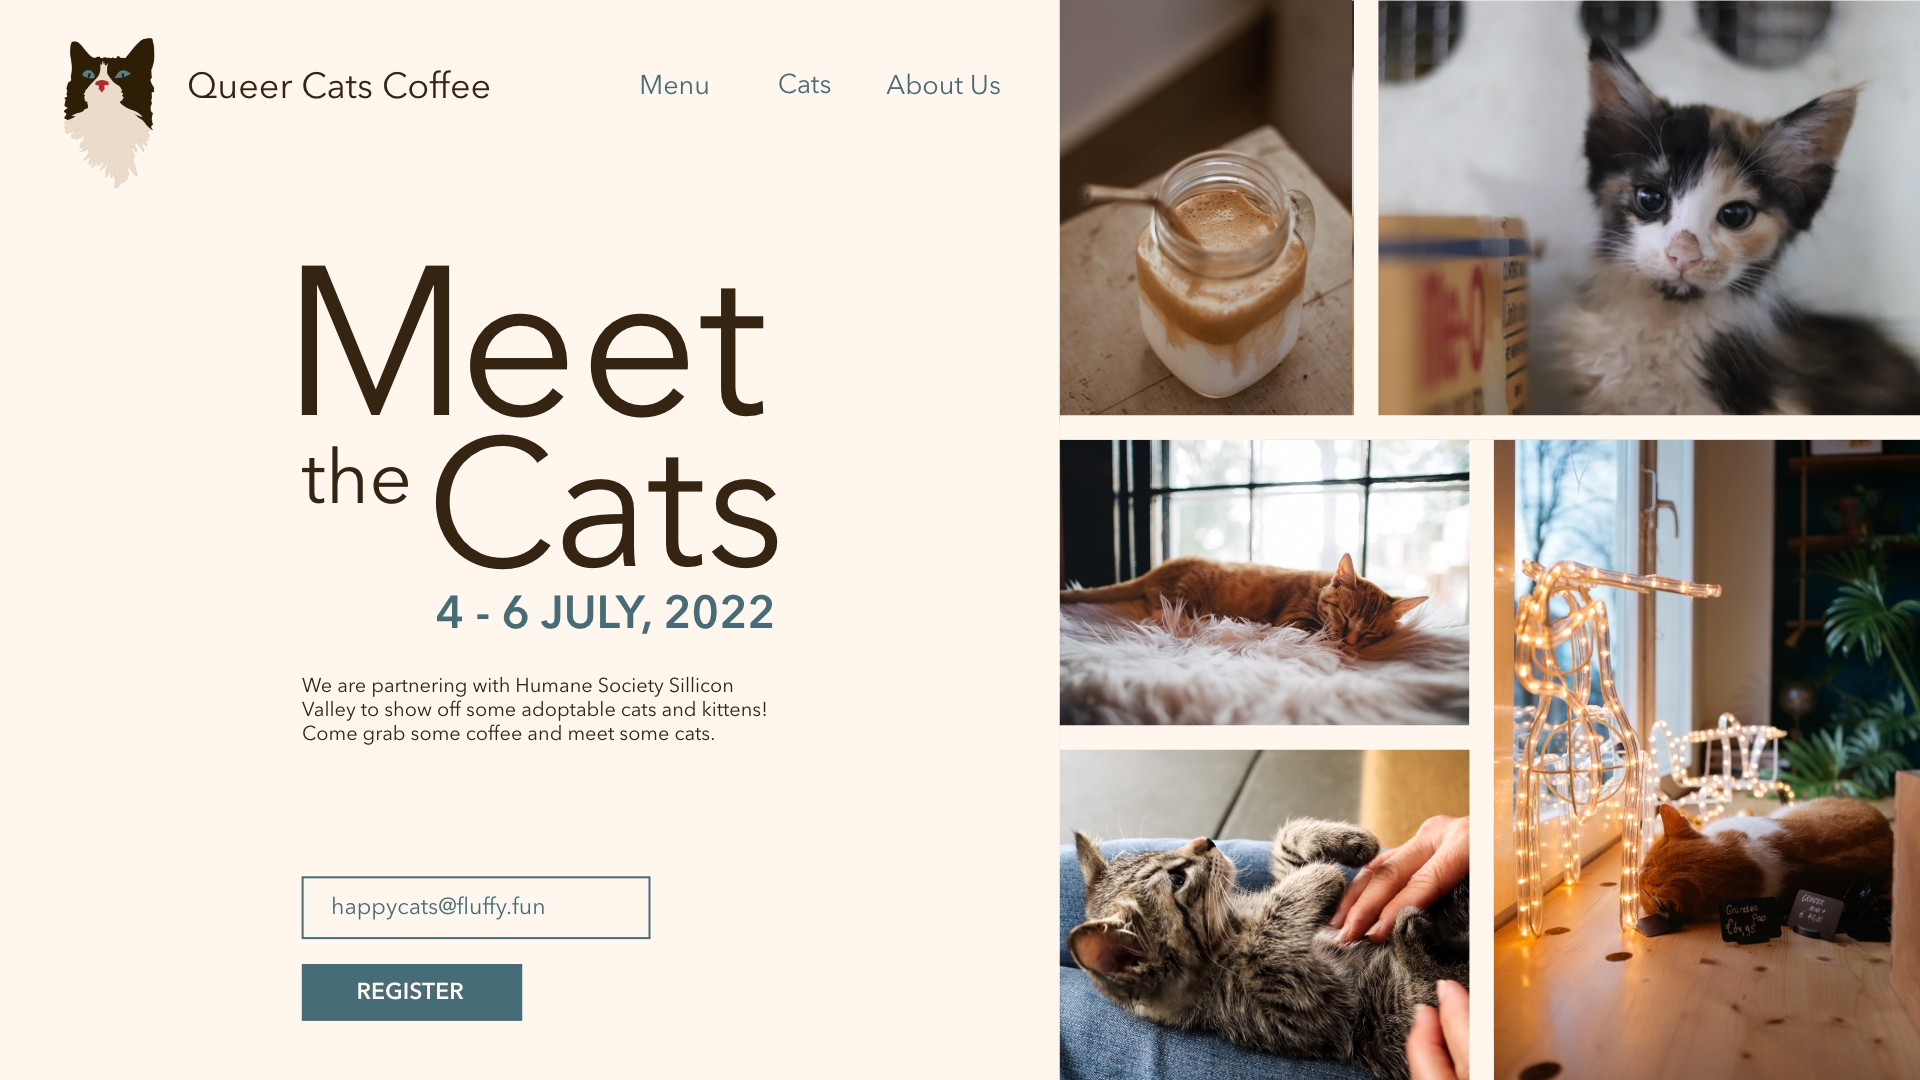 Queer Cats Coffee
Menu
Cats
About Us
Meet
the Cats
4 - 6 JULY, 2022
We are partnering with Humane Society Sillicon
Valley to show off some adoptable cats and kittens!
Come grab some coffee and meet some cats.
happycats@fluffy.fun
REGISTER
Me-O